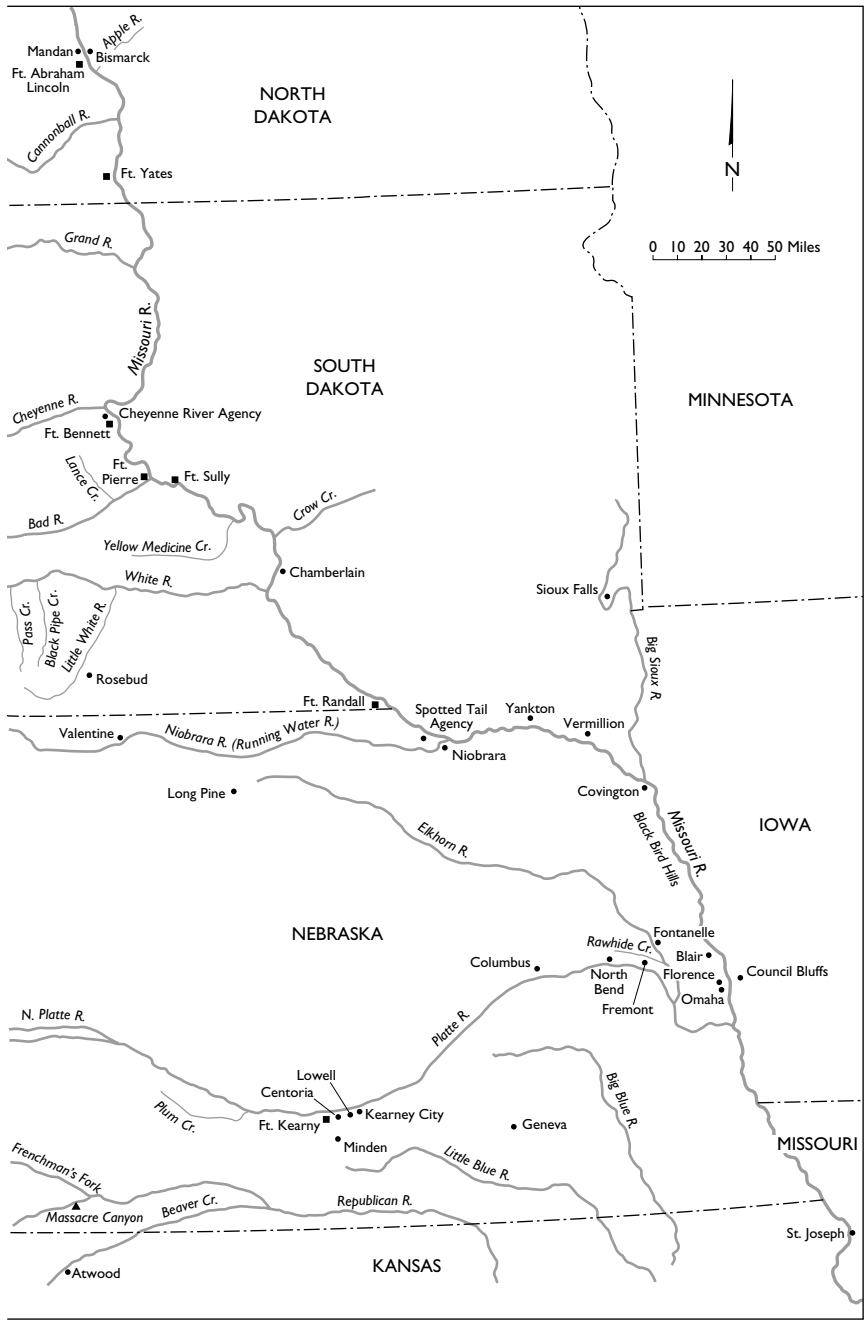 Apple R.
Mandan
Bismarck
Ft. Abraham
Lincoln
NORTH
DAKOTA
Cannonball R.
Ft. Yates
N
0 10 20 30 40 50 Miles
Grand R.
Missouri R.
SOUTH
DAKOTA
MINNESOTA
Cheyenne R.
Cheyenne River Agency
Ft. Bennett
Lance Cr.
Ft.
Pierre
Ft. Sully
Crow Cr.
Bad R.
Yellow Medicine Cr.
Chamberlain
White R.
Sioux Falls
Pass Cr.
Black Pipe Cr.
Little White R.
Big Sioux R.
Rosebud
Ft. Randall
Spotted Tail
Agency
Yankton
Vermillion
Valentine
Niobrara R. (Running Water R.)
Niobrara
Long Pine
Covington
Elkhorn R.
Black Bird Hills
Missouri R.
IOWA
NEBRASKA
Fontanelle
Rawhide Cr.
Blair
Columbus
North
Bend
Florence
Council Bluffs
Omaha
Fremont
N. Platte R.
Platte R.
Lowell
Centoria
Kearney City
Plum Cr.
Ft. Kearny
Big Blue R.
Geneva
Minden
MISSOURI
Little Blue R.
Frenchman's Fork
Beaver Cr.
Republican R.
Massacre Canyon
St. Joseph
Atwood
KANSAS